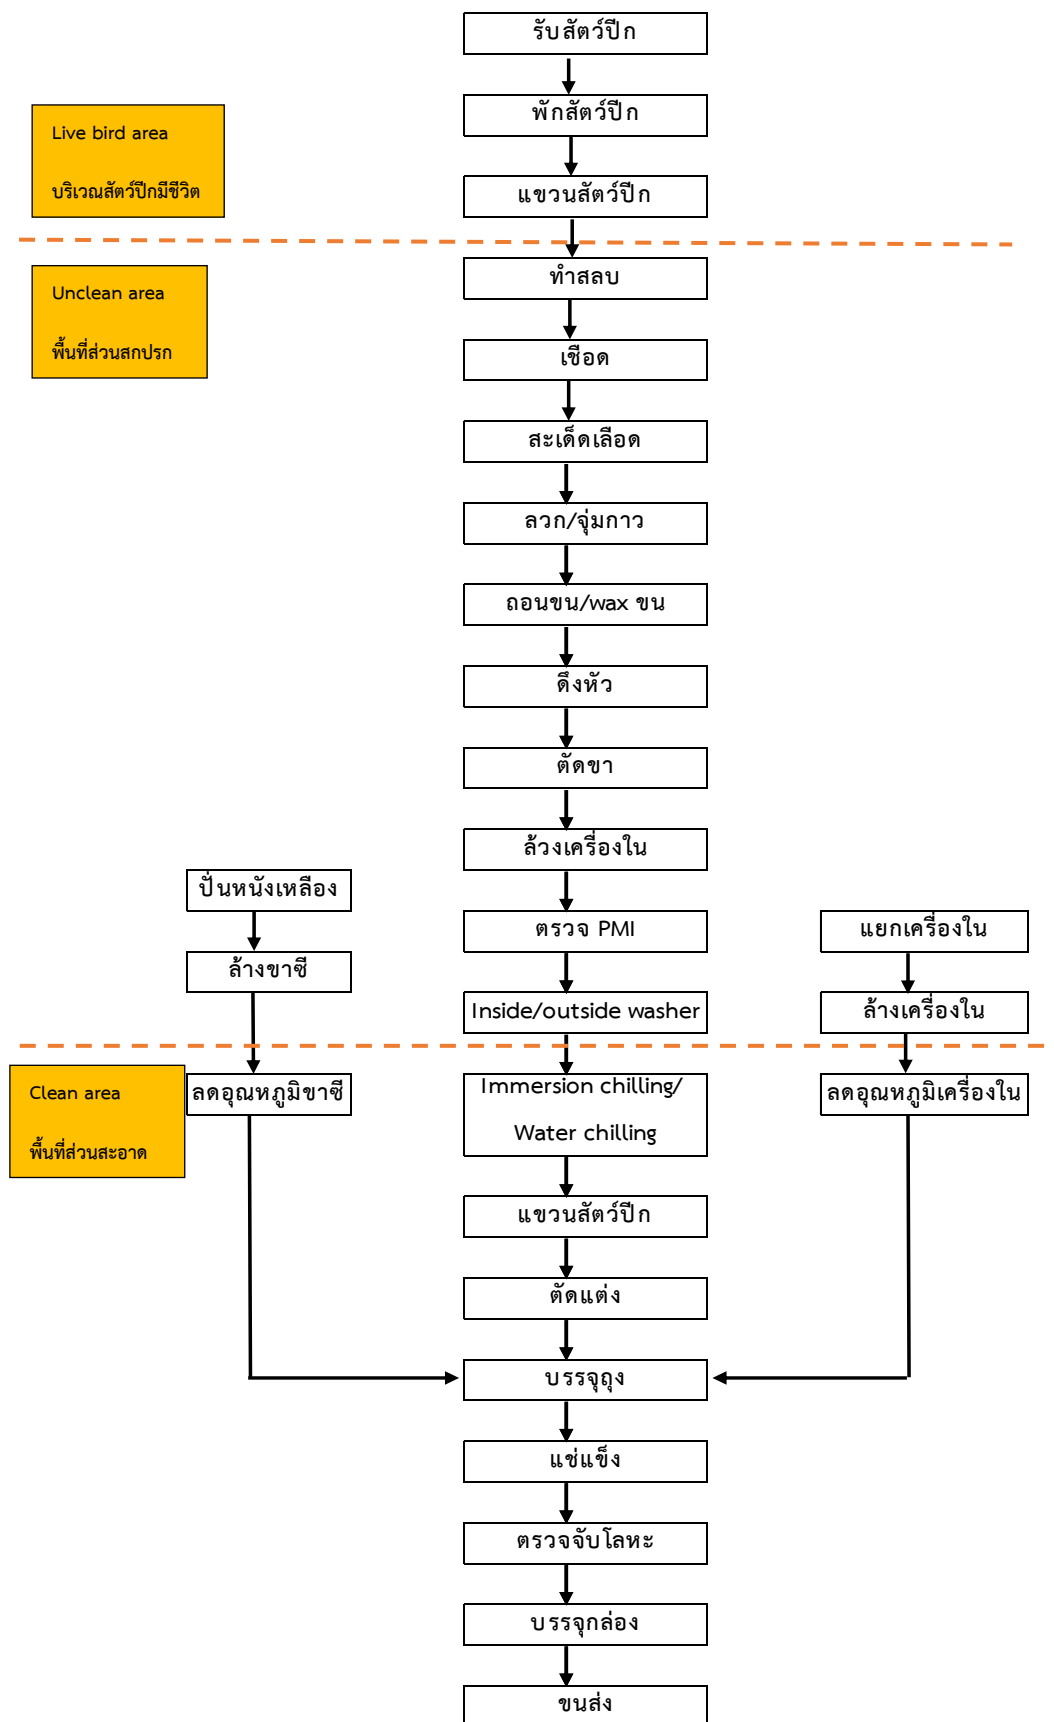 รับสัตว์ปีก
พักสัตว์ปีก
Live bird area
บริเวณสัตว์ปีกมีชีวิต
แขวนสัตว์ปีก
ทำสลบ
Unclean area
พื้นที่ส่วนสกปรก
เชือด
สะเด็ดเลือด
ลวก/จุ่มกาว
ถอนขน/wax ขน
ดึงหัว
ตัดขา
ล้วงเครื่องใน
ปั่นหนังเหลือง
ตรวจ PMI
แยกเครื่องใน
ล้างขาซี
Inside/outside washer
ล้างเครื่องใน
Clean area
พื้นที่ส่วนสะอาด
ลดอุณหภูมิขาซี
Immersion chilling/
Water chilling
ลดอุณหภูมิเครื่องใน
แขวนสัตว์ปีก
ตัดแต่ง
บรรจุถุง
แช่แข็ง
ตรวจจับโลหะ
บรรจุกล่อง
ขนส่ง